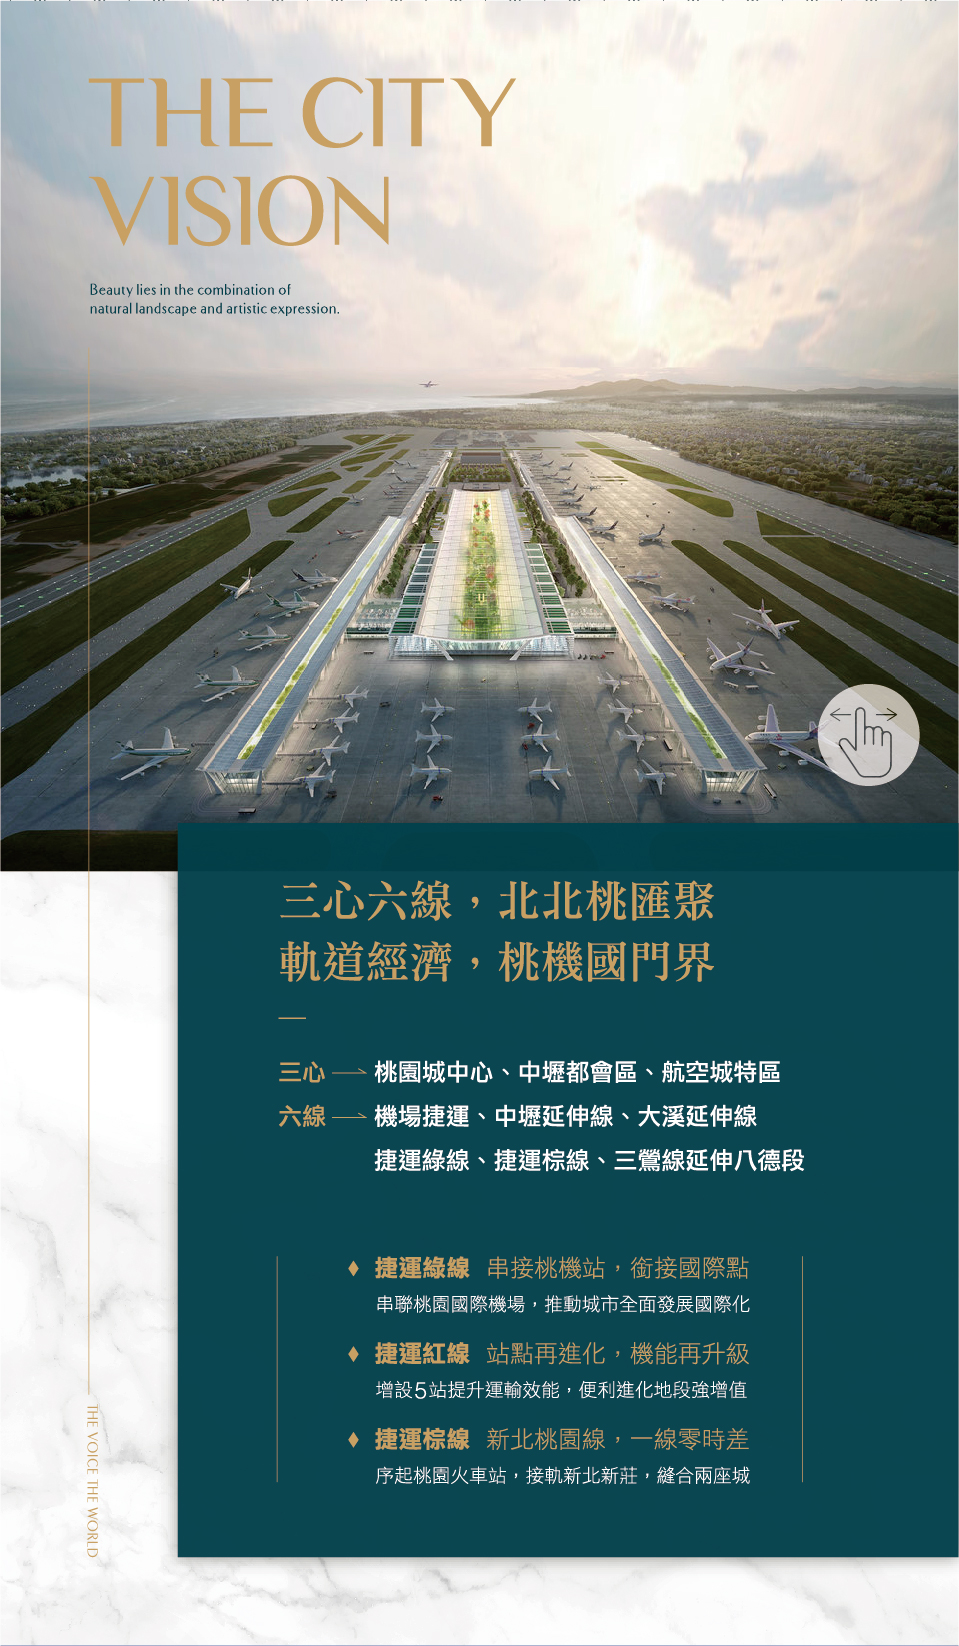 THE CITY
VISION
Beauty lies in the combination of
natural landscape and artistic expression.
三心六線，北北桃匯聚
軌道經濟，桃機國門界
三心 桃園城中心、中壢都會區、航空城特區
六線 機場捷運、中壢延伸線、大溪延伸線
捷運綠線、捷運棕線、三鶯線延伸八德段
捷運綠線 串接桃機站，銜接國際點
串聯桃園國際機場，推動城市全面發展國際化
捷運紅線 站點再進化，機能再升級
增設5站提升運輸效能，便利進化地段強增值
捷運棕線 新北桃園線，一線零時差
序起桃園火車站，接軌新北新莊，縫合兩座城
THE VOICE THE WORLD